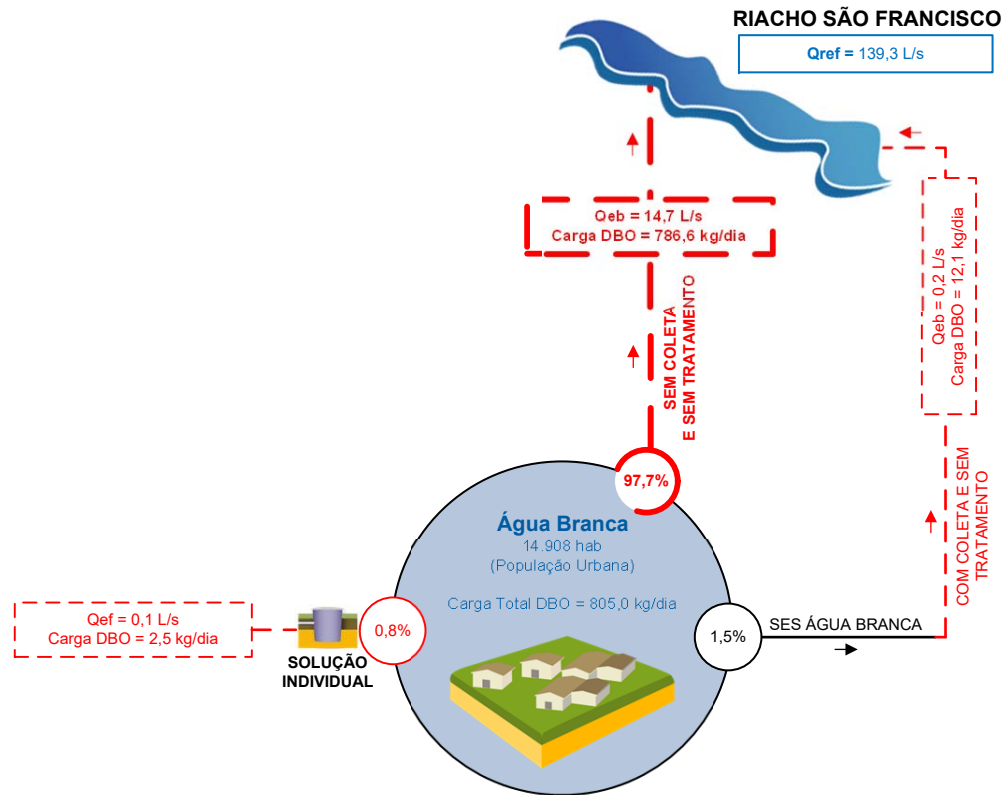 RIACHO SÃO FRANCISCO
Qref = 139,3 L/s
Qeb = 14,7 L/s
Carga DBO = 786,6 kg/dia
Qeb = 0,2 L/s
Carga DBO = 12,1 kg/dia
SEM COLETA
E SEM TRATAMENTO
COM COLETA E SEM
TRATAMENTO
97,7%
Água Branca
14.908 hab
(População Urbana)
Carga Total DBO = 805,0 kg/dia
Qef = 0,1 L/s
Carga DBO = 2,5 kg/dia
0,8%
SOLUÇÃO
INDIVIDUAL
1,5%
SES ÁGUA BRANCA